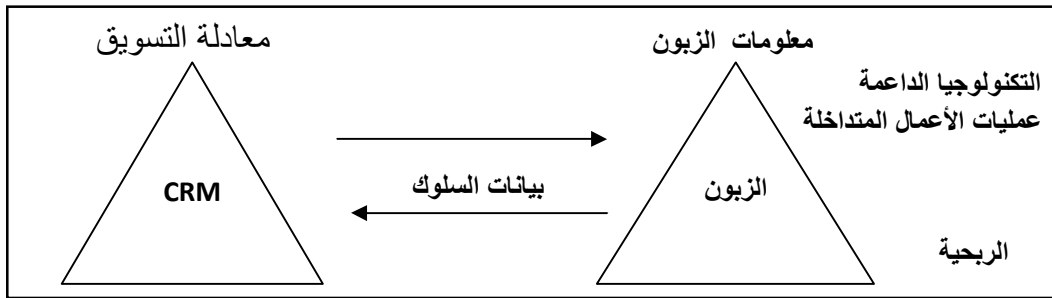 معلومات الزبون
معادلة التسويق
التكنولوجيا الداعمة
عمليات الأعمال المتداخلة
الزبون
بيانات السلوك
CRM
الربحية